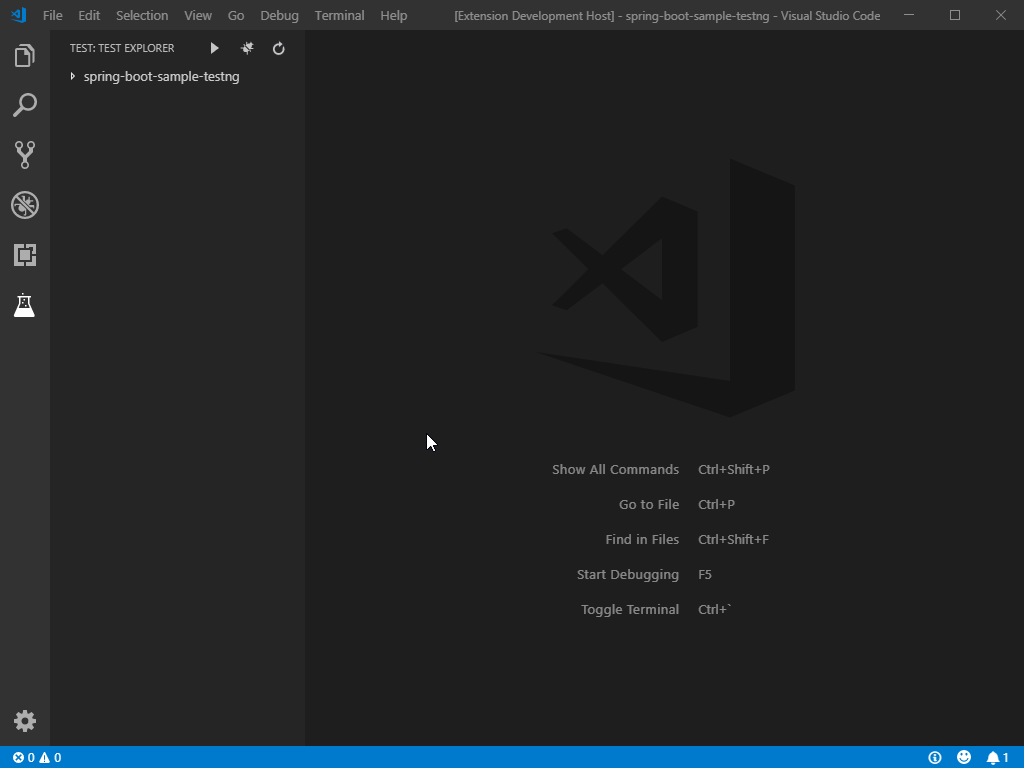 File Edit Selection View Go Debug Terminal Help [Extension Development Host] - spring-boot-sample-testng - Visual Studio Code
TEST: TEST EXPLORER
spring-boot-sample-testng
Show All Commands Ctrl+Shift+P
Go to File Ctrl+P
Find in Files Ctrl+Shift+F
Start Debugging F5
Toggle Terminal Ctrl+`
0 0 1